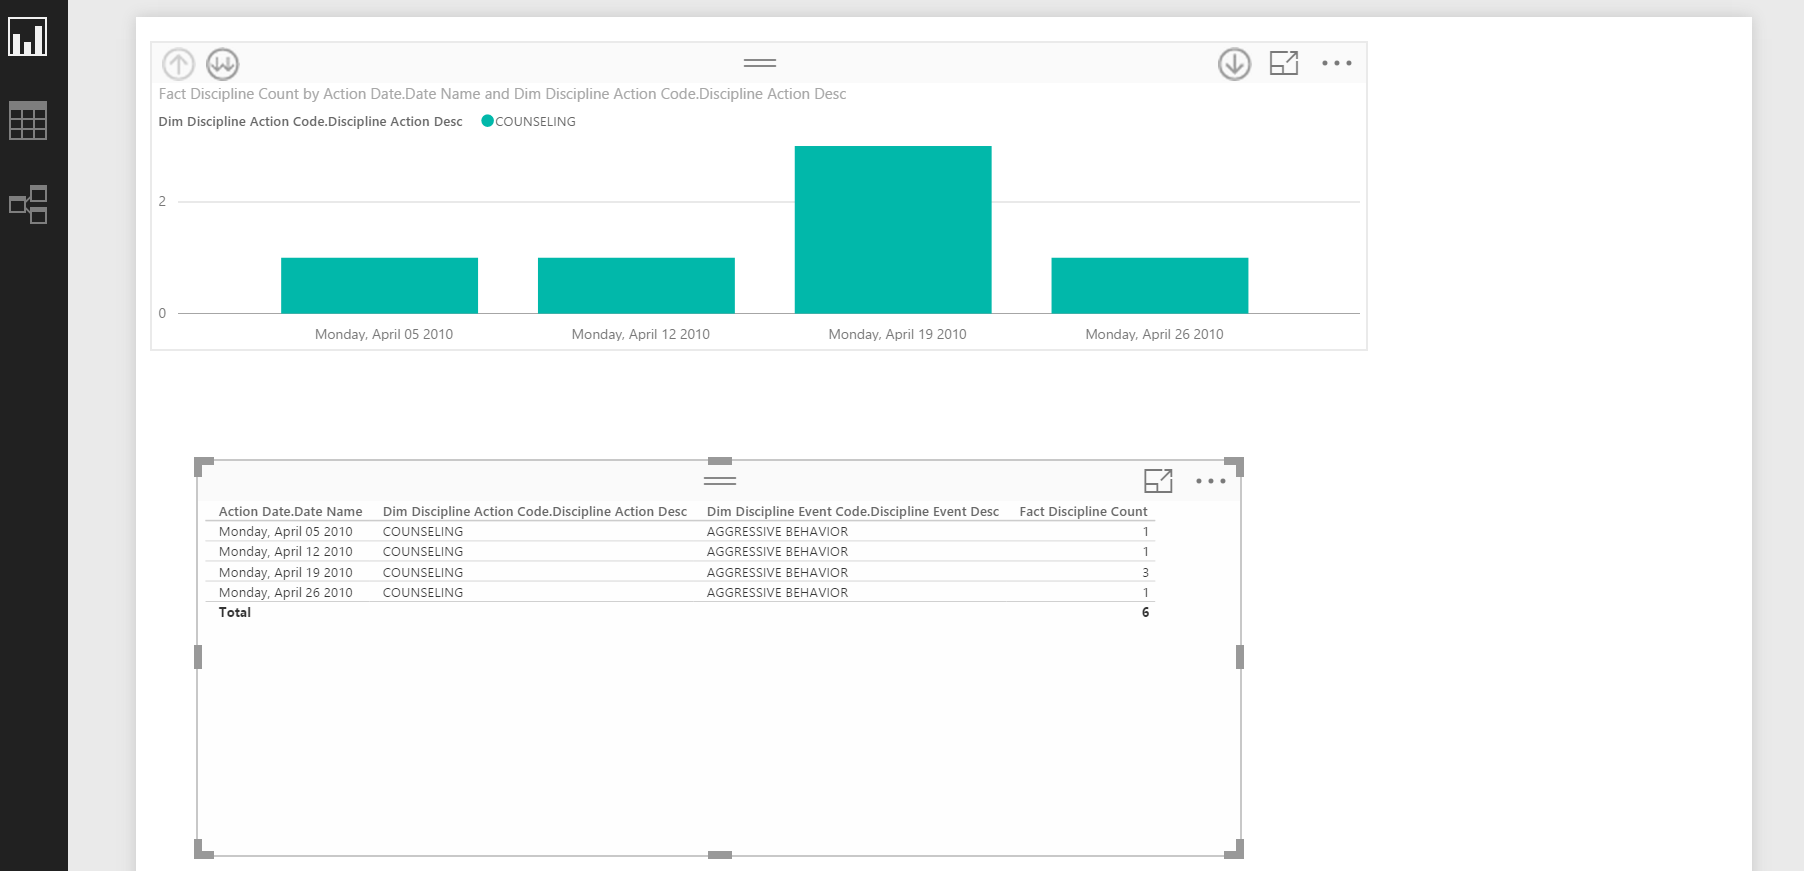 Fact Discipline Count by Action Date.Date Name and Dim Discipline Action Code.Discipline Action Desc
Dim Discipline Action Code.Discipline Action Desc COUNSELING
2
0
Monday, April 05 2010 Monday, April 12 2010 Monday, April 19 2010 Monday, April 26 2010
Action Date.Date Name Dim Discipline Action Code.Discipline Action Desc Dim Discipline Event Code.Discipline Event Desc Fact Discipline Count
Monday, April 05 2010 COUNSELING AGGRESSIVE BEHAVIOR 1
Monday, April 12 2010 COUNSELING AGGRESSIVE BEHAVIOR 1
Monday, April 19 2010 COUNSELING AGGRESSIVE BEHAVIOR 3
Monday, April 26 2010 COUNSELING AGGRESSIVE BEHAVIOR 1
Total 6